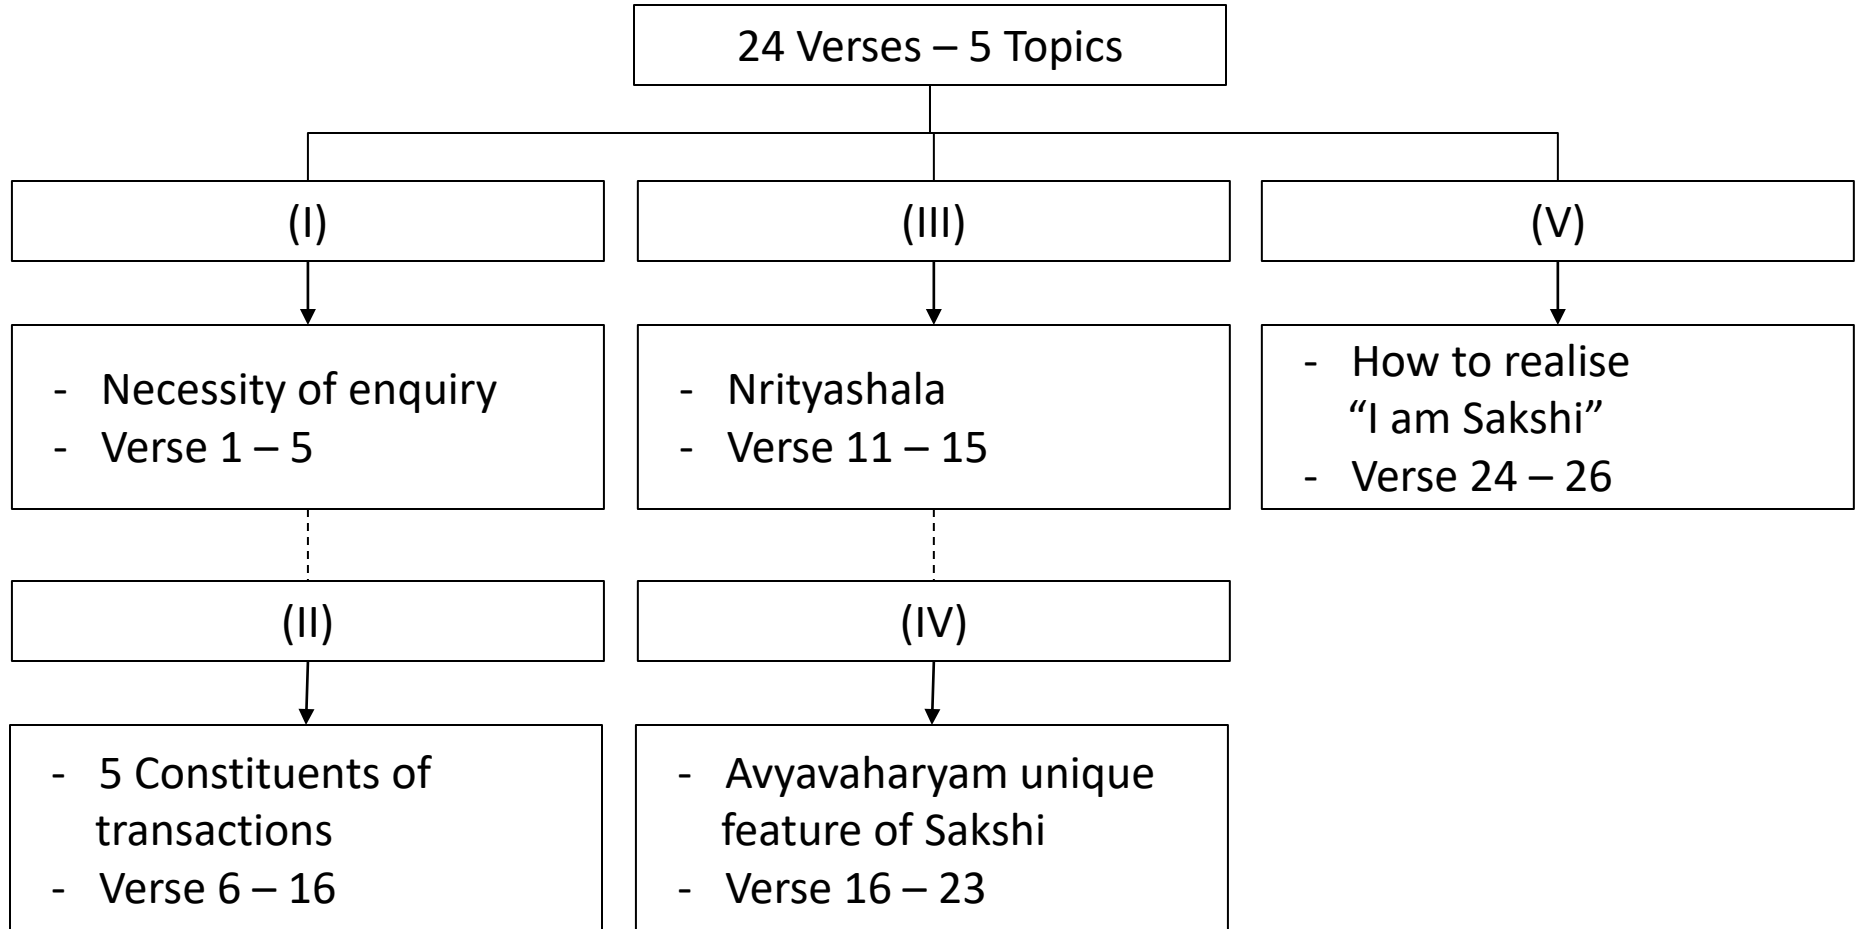 24 Verses – 5 Topics
(I)
- Necessity of enquiry
- Verse 1 – 5
(II)
- 5 Constituents of
transactions
- Verse 6 – 16
(III)
- Nrityashala
- Verse 11 – 15
(IV)
- Avyavaharyam unique
feature of Sakshi
- Verse 16 – 23
(V)
- How to realise
“I am Sakshi”
- Verse 24 – 26